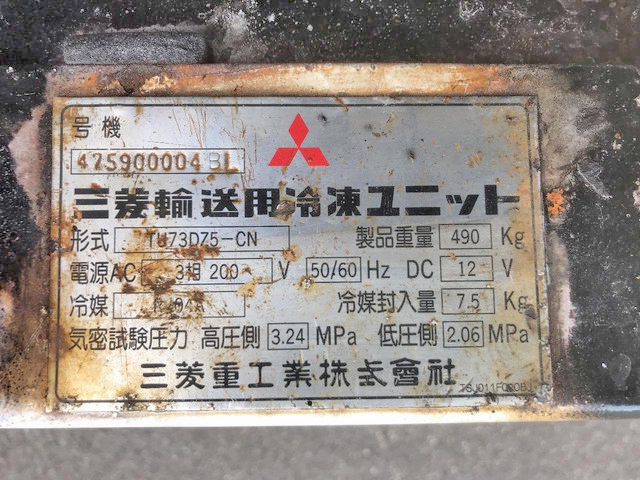 号機
475900004BL
三菱輸送用冷凍ユニット
形式 TU73D75-CN 製品重量 490 Kg
電源AC 3相 200 V 50/60 Hz DC 12 V
冷媒 冷媒封入量 7.5 Kg
気密試験圧力 高圧側 3.24 MPa 低圧側 2.06 MPa
三菱重工業株式會社